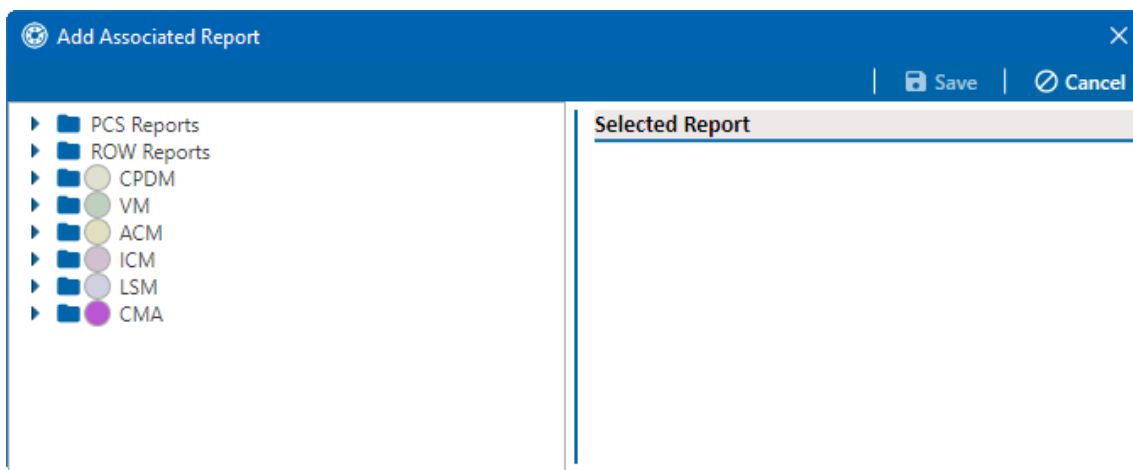 Add Associated Report
Save
Cancel
PCS Reports
ROW Reports
CPDM
VM
ACM
ICM
LSM
CMA
Selected Report